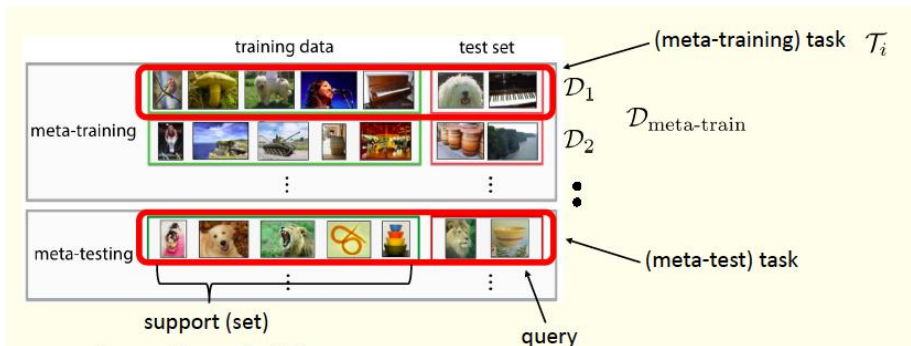 training data
test set
(meta-training) task 𝒯ᵢ
𝒟₁
meta-training
𝒟₂
𝒟meta-train
⋮
⋮
⋮
meta-testing
(meta-test) task
⋮
⋮
support (set)
query